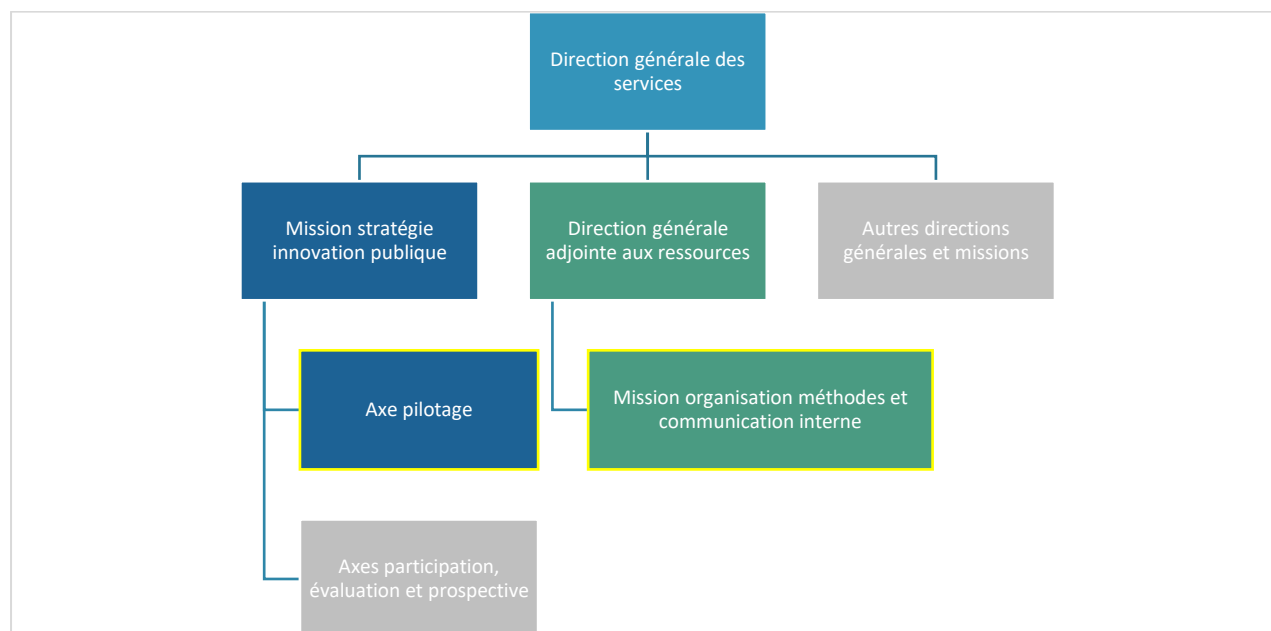 Direction générale des
services
Mission stratégie
innovation publique
Direction générale
adjointe aux ressources
Autres directions
générales et missions
Axe pilotage
Mission organisation méthodes et
communication interne
Axes participation,
évaluation et prospective